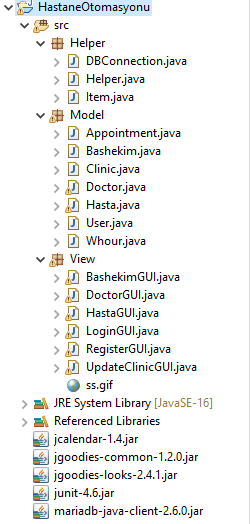 HastaneOtomasyonu
src
Helper
DBConnection.java
Helper.java
Item.java
Model
Appointment.java
Bashekim.java
Clinic.java
Doctor.java
Hasta.java
User.java
Whour.java
View
BashekimGUI.java
DoctorGUI.java
HastaGUI.java
LoginGUI.java
RegisterGUI.java
UpdateClinicGUI.java
ss.gif
JRE System Library [JavaSE-16]
Referenced Libraries
jcalendar-1.4.jar
jgoodies-common-1.2.0.jar
jgoodies-looks-2.4.1.jar
junit-4.6.jar
mariadb-java-client-2.6.0.jar